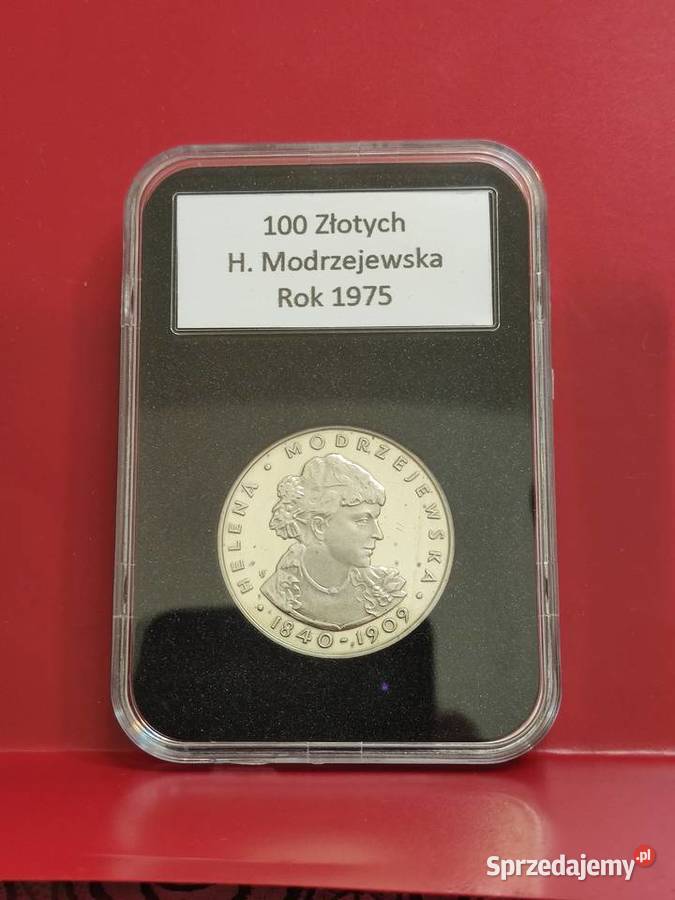 100 Złotych
H. Modrzejewska
Rok 1975
HELENA · MODRZEJEWSKA ·
· 1840-1909 ·
Sprzedajemy.pl